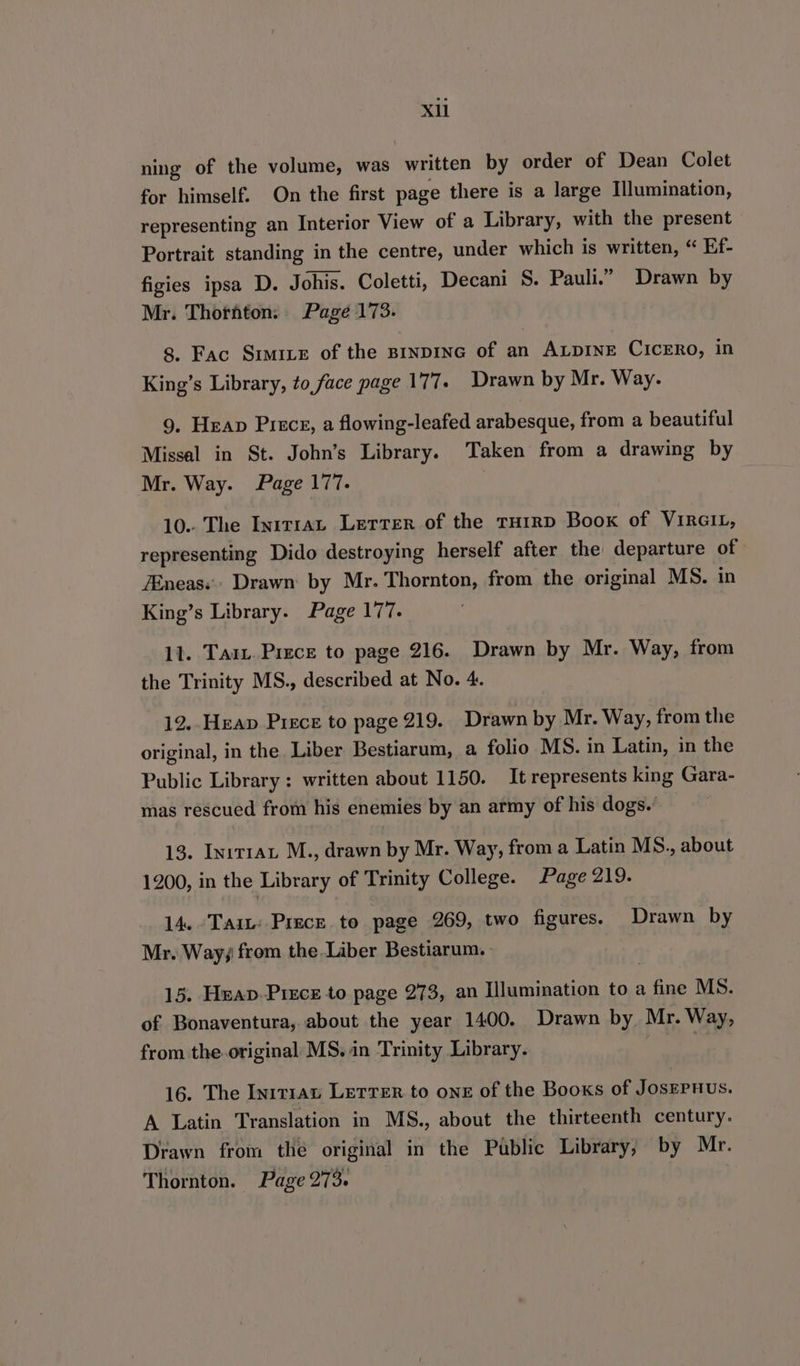 xii
ning of the volume, was written by order of Dean Colet
for himself. On the first page there is a large Illumination,
representing an Interior View of a Library, with the present
Portrait standing in the centre, under which is written, “ Ef-
figies ipsa D. Johis. Coletti, Decani S. Pauli.” Drawn by
Mr. Thornton. Page 173.
8. Fac Simile of the binding of an Aldine Cicero, in
King’s Library, to face page 177. Drawn by Mr. Way.
9. Head Piece, a flowing-leafed arabesque, from a beautiful
Missal in St. John’s Library. Taken from a drawing by
Mr. Way. Page 177.
10. The Initial Letter of the third Book of Virgil,
representing Dido destroying herself after the departure of
Æneas. Drawn by Mr. Thornton, from the original MS. in
King’s Library. Page 177.
11. Tail Piece to page 216. Drawn by Mr. Way, from
the Trinity MS., described at No. 4.
12. Head Piece to page 219. Drawn by Mr. Way, from the
original, in the Liber Bestiarum, a folio MS. in Latin, in the
Public Library: written about 1150. It represents king Gara-
mas rescued from his enemies by an army of his dogs.
13. Initial M., drawn by Mr. Way, from a Latin MS., about
1200, in the Library of Trinity College. Page 219.
14. Tail Piece to page 269, two figures. Drawn by
Mr. Way, from the Liber Bestiarum.
15. Head Piece to page 273, an Illumination to a fine MS.
of Bonaventura, about the year 1400. Drawn by Mr. Way,
from the original MS. in Trinity Library.
16. The Initial Letter to one of the Books of Josephus.
A Latin Translation in MS., about the thirteenth century.
Drawn from the original in the Public Library, by Mr.
Thornton. Page 273.